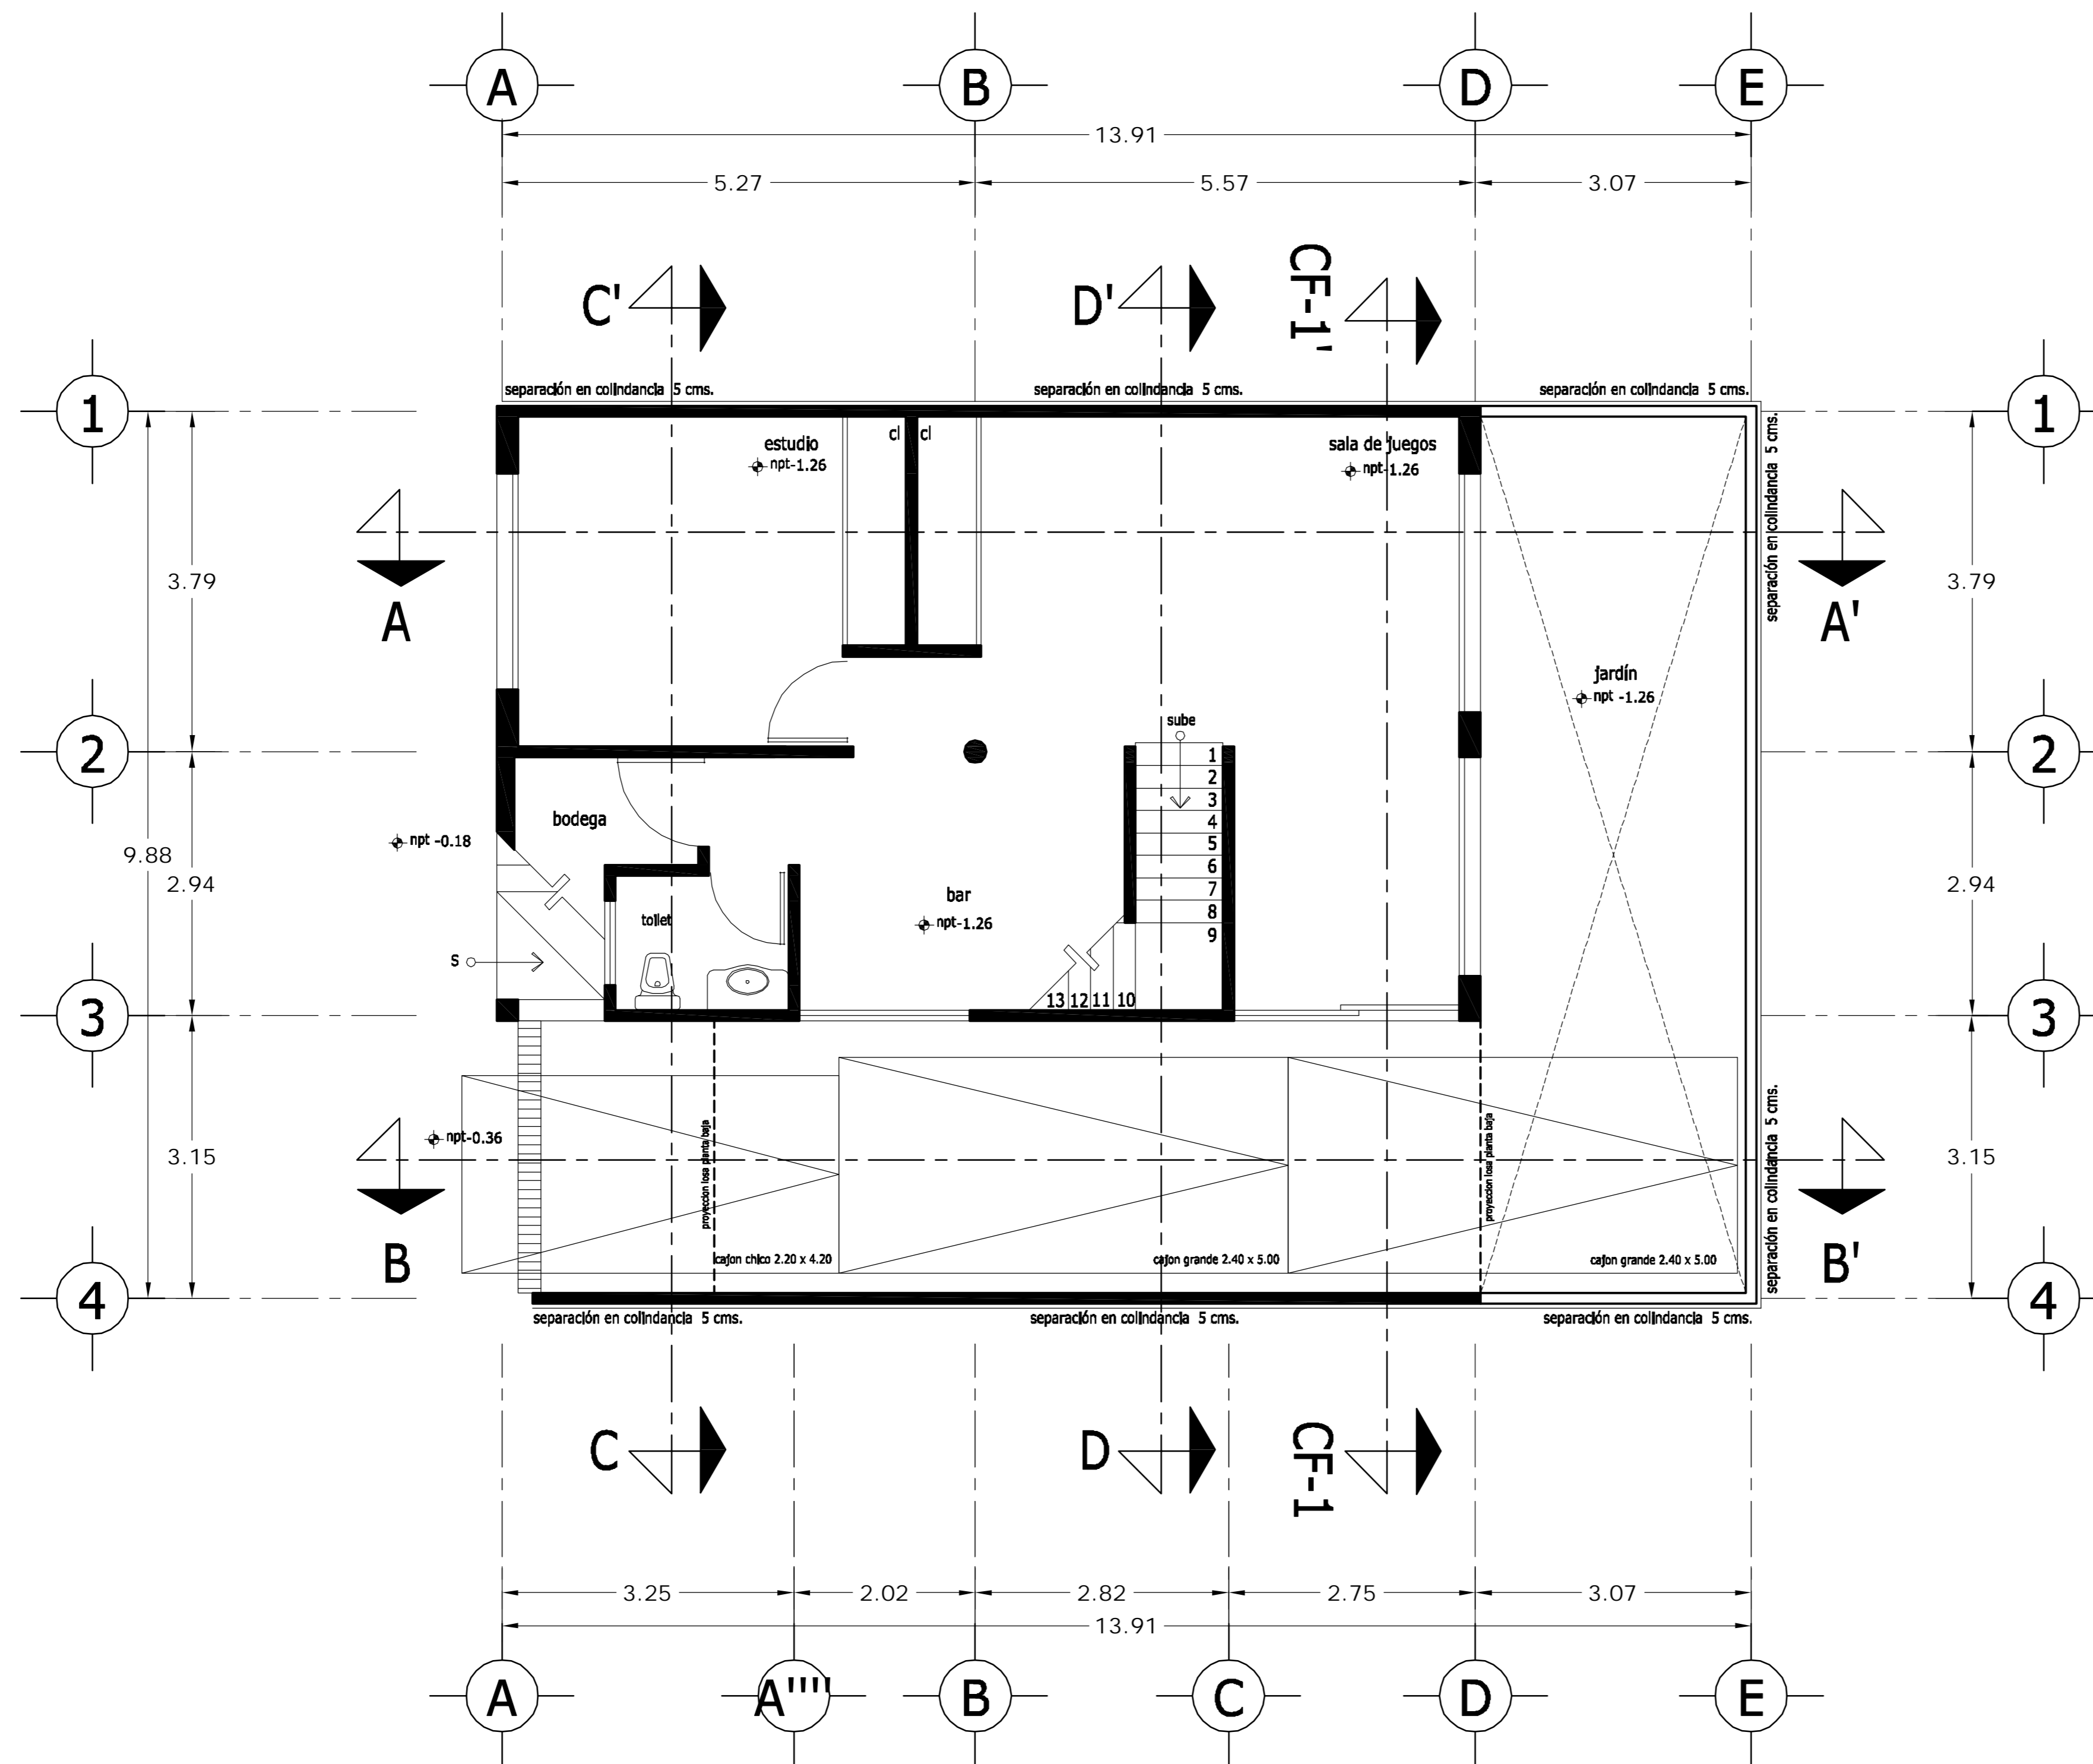 A
B
D
E
13.91
5.27
5.57
3.07
C'
D'
CF-1'
separación en colindancia 5 cms.
separación en colindancia 5 cms.
separación en colindancia 5 cms.
1
1
estudio
npt-1.26
cl
cl
sala de juegos
npt-1.26
separación en colindancia 5 cms.
3.79
3.79
A
A'
jardín
npt -1.26
sube
2
2
1
2
3
4
5
6
7
8
9
10
11
12
13
bodega
npt -0.18
9.88
2.94
2.94
bar
npt-1.26
toilet
s
3
3
npt-0.36
3.15
3.15
proyeccion losa planta baja
proyeccion losa planta baja
separación en colindancia 5 cms.
cajon chico 2.20 x 4.20
cajon grande 2.40 x 5.00
cajon grande 2.40 x 5.00
B
B'
4
4
separación en colindancia 5 cms.
separación en colindancia 5 cms.
separación en colindancia 5 cms.
C
D
CF-1
3.25
2.02
2.82
2.75
3.07
13.91
A
A''''
B
C
D
E